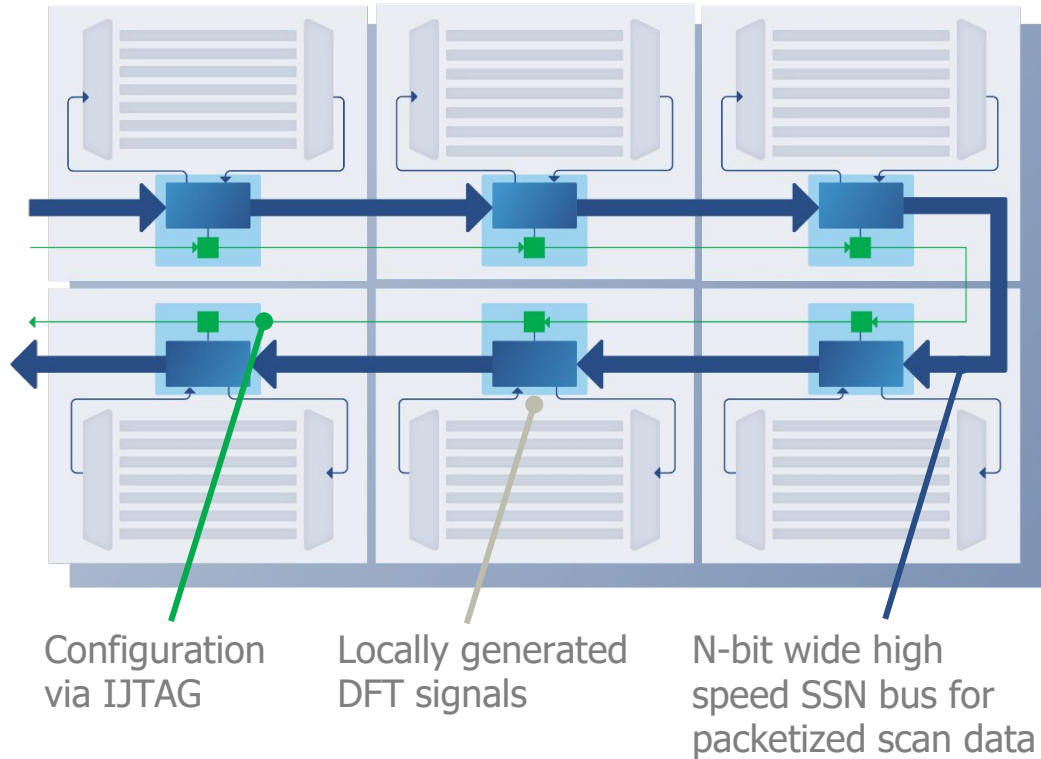 Configuration
via IJTAG
Locally generated
DFT signals
N-bit wide high
speed SSN bus for
packetized scan data